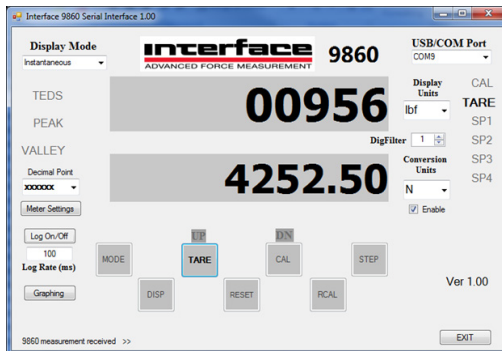 Interface 9860 Serial Interface 1.00
Display Mode
Instantaneous
interface
ADVANCED FORCE MEASUREMENT
9860
USB/COM Port
COM9
TEDS
PEAK
VALLEY
Decimal Point
xxxxxx
Meter Settings
Log On/Off
100
Log Rate (ms)
Graphing
00956
4252.50
Display
Units
lbf
DigFilter 1
Conversion
Units
N
Enable
CAL
TARE
SP1
SP2
SP3
SP4
UP
DN
MODE
TARE
CAL
STEP
DISP
RESET
RCAL
Ver 1.00
9860 measurement received >>
EXIT